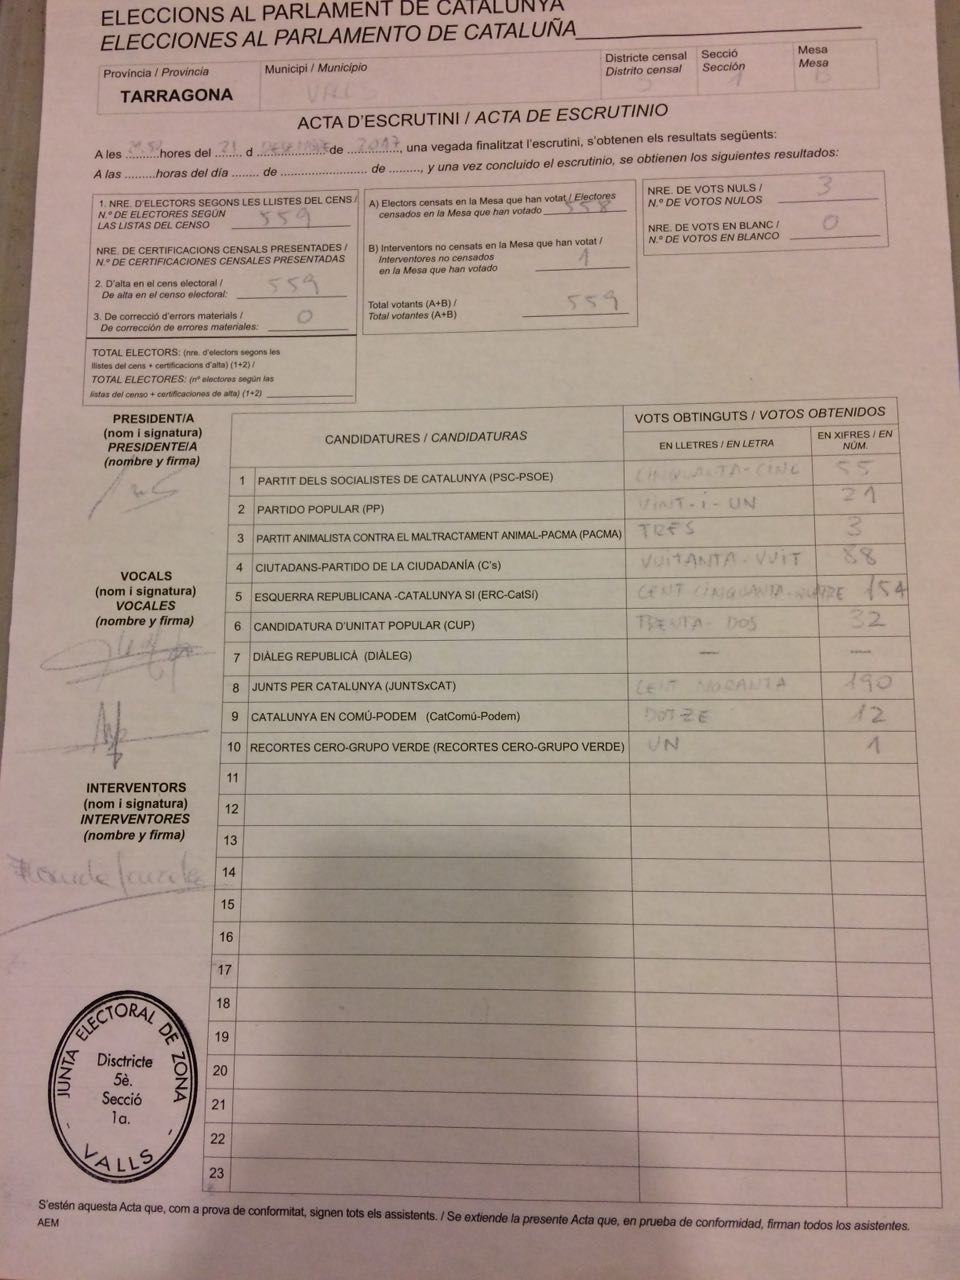 ELECCIONS AL PARLAMENT DE CATALUNYA
ELECCIONES AL PARLAMENTO DE CATALUÑA
Província / Provincia
TARRAGONA
Municipi / Municipio
VALLS
Districte censal
Distrito censal
5
Secció
Sección
1
Mesa
Mesa
B
ACTA D'ESCRUTINI / ACTA DE ESCRUTINIO
A les ........hores del 21 d DESEMBRE de 2017, una vegada finalitzat l'escrutini, s'obtenen els resultats següents:
A las .........horas del día ........ de .......................... de ........., y una vez concluido el escrutinio, se obtienen los siguientes resultados:
1. NRE. D'ELECTORS SEGONS LES LLISTES DEL CENS /
N.º DE ELECTORES SEGÚN
LAS LISTAS DEL CENSO 559
NRE. DE CERTIFICACIONS CENSALS PRESENTADES /
N.º DE CERTIFICACIONES CENSALES PRESENTADAS
2. D'alta en el cens electoral /
De alta en el censo electoral: 559
3. De correcció d'errors materials /
De corrección de errores materiales: 0
TOTAL ELECTORS: (nre. d'electors segons les
llistes del cens + certificacions d'alta) (1+2) /
TOTAL ELECTORES: (nº electores según las
listas del censo + certificaciones de alta) (1+2)
A) Electors censats en la Mesa que han votat / Electores
censados en la Mesa que han votado 558
B) Interventors no censats en la Mesa que han votat /
Interventores no censados
en la Mesa que han votado 1
Total votants (A+B) /
Total votantes (A+B) 559
NRE. DE VOTS NULS /
N.º DE VOTOS NULOS 3
NRE. DE VOTS EN BLANC /
N.º DE VOTOS EN BLANCO 0
PRESIDENT/A
(nom i signatura)
PRESIDENTE/A
(nombre y firma)
VOCALS
(nom i signatura)
VOCALES
(nombre y firma)
INTERVENTORS
(nom i signatura)
INTERVENTORES
(nombre y firma)
CANDIDATURES / CANDIDATURAS
VOTS OBTINGUTS / VOTOS OBTENIDOS
EN LLETRES / EN LETRA
EN XIFRES / EN NÚM.
1 PARTIT DELS SOCIALISTES DE CATALUNYA (PSC-PSOE) CINQUANTA-CINC 55
2 PARTIDO POPULAR (PP) VINT-I-UN 21
3 PARTIT ANIMALISTA CONTRA EL MALTRACTAMENT ANIMAL-PACMA (PACMA) TRES 3
4 CIUTADANS-PARTIDO DE LA CIUDADANÍA (C's) VUITANTA-VUIT 88
5 ESQUERRA REPUBLICANA -CATALUNYA SI (ERC-CatSí) CENT CINQUANTA-QUATRE 154
6 CANDIDATURA D'UNITAT POPULAR (CUP) TRENTA-DOS 32
7 DIÀLEG REPUBLICÀ (DIÀLEG) — —
8 JUNTS PER CATALUNYA (JUNTSxCAT) CENT NORANTA 190
9 CATALUNYA EN COMÚ-PODEM (CatComú-Podem) DOTZE 12
10 RECORTES CERO-GRUPO VERDE (RECORTES CERO-GRUPO VERDE) UN 1
11
12
13
14
15
16
17
18
19
20
21
22
23
JUNTA ELECTORAL DE ZONA
Disctricte
5è.
Secció
1a.
- VALLS -
S'estén aquesta Acta que, com a prova de conformitat, signen tots els assistents. / Se extiende la presente Acta que, en prueba de conformidad, firman todos los asistentes.
AEM